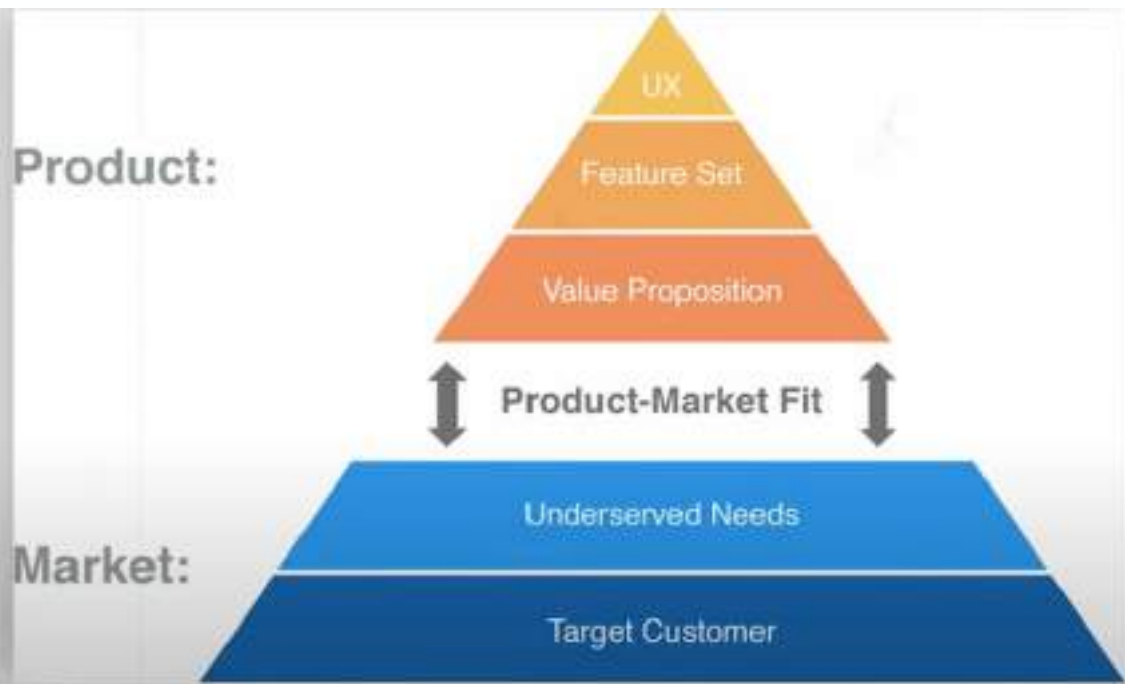 UX
Product:
Feature Set
Value Proposition
Product-Market Fit
Underserved Needs
Market:
Target Customer